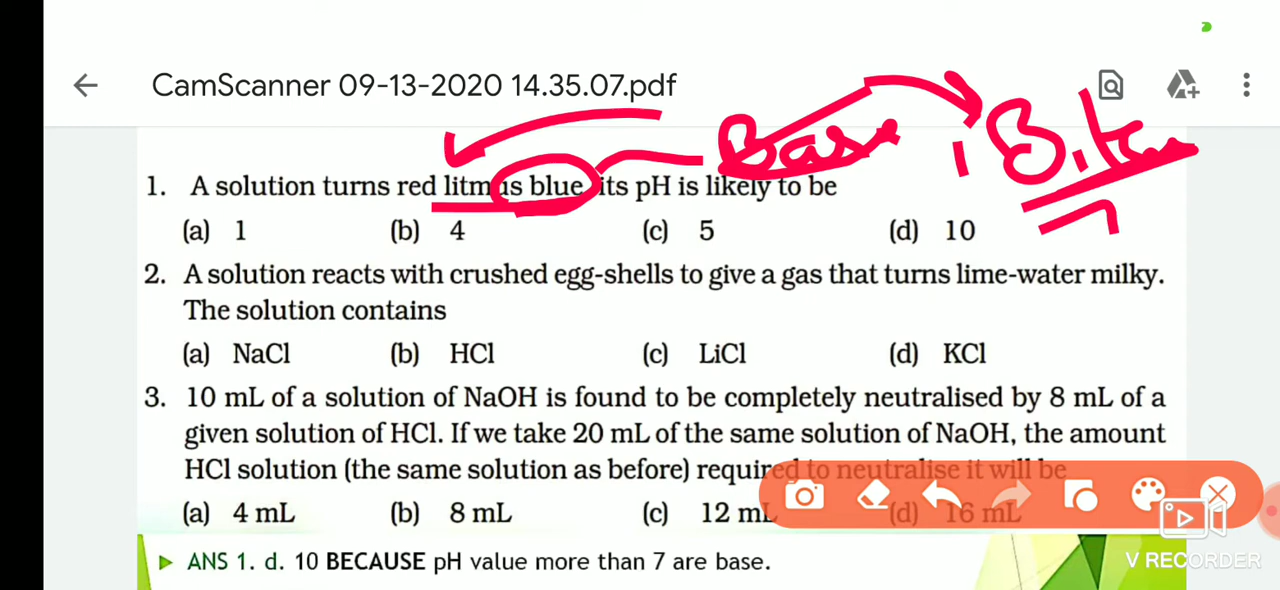 CamScanner 09-13-2020 14.35.07.pdf
Base
1. A solution turns red litmus blue, its pH is likely to be
(a) 1 (b) 4 (c) 5 (d) 10
2. A solution reacts with crushed egg-shells to give a gas that turns lime-water milky.
The solution contains
(a) NaCl (b) HCl (c) LiCl (d) KCl
3. 10 mL of a solution of NaOH is found to be completely neutralised by 8 mL of a
given solution of HCl. If we take 20 mL of the same solution of NaOH, the amount
HCl solution (the same solution as before) required to neutralise it will be
(a) 4 mL (b) 8 mL (c) 12 mL (d) 16 mL
ANS 1. d. 10 BECAUSE pH value more than 7 are base.
V RECORDER